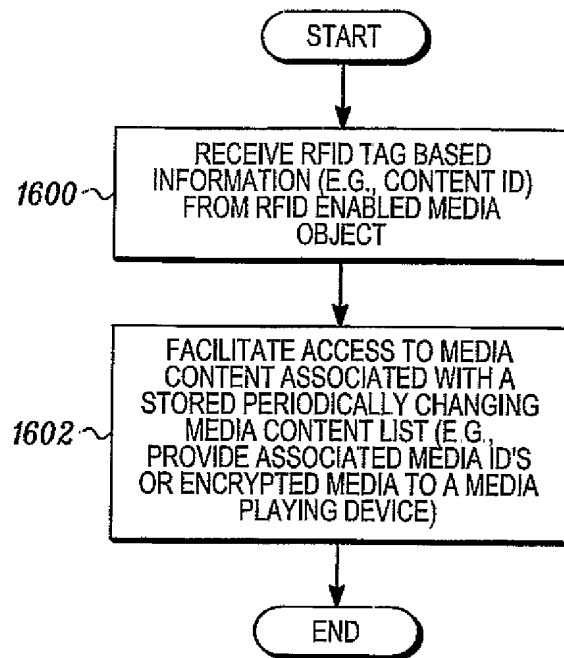 START
1600
RECEIVE RFID TAG BASED
INFORMATION (E.G., CONTENT ID)
FROM RFID ENABLED MEDIA
OBJECT
1602
FACILITATE ACCESS TO MEDIA
CONTENT ASSOCIATED WITH A
STORED PERIODICALLY CHANGING
MEDIA CONTENT LIST (E.G.,
PROVIDE ASSOCIATED MEDIA ID'S
OR ENCRYPTED MEDIA TO A MEDIA
PLAYING DEVICE)
END